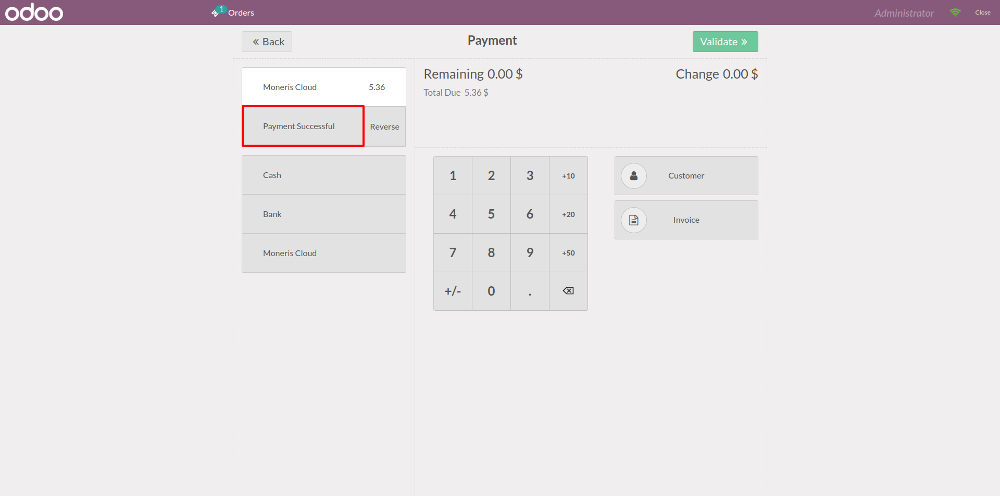 odoo
1
Orders
Administrator
Close
Back
Payment
Validate
Moneris Cloud 5.36
Payment Successful
Reverse
Cash
Bank
Moneris Cloud
Remaining 0.00 $
Change 0.00 $
Total Due 5.36 $
1 2 3 +10
4 5 6 +20
7 8 9 +50
+/- 0 .
Customer
Invoice